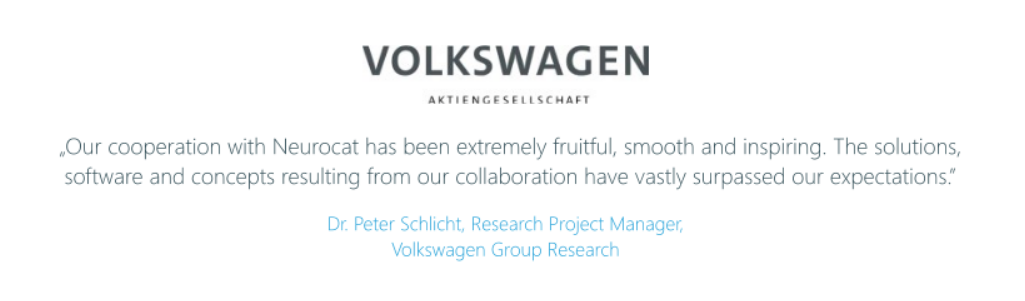 VOLKSWAGEN
AKTIENGESELLSCHAFT
„Our cooperation with Neurocat has been extremely fruitful, smooth and inspiring. The solutions,
software and concepts resulting from our collaboration have vastly surpassed our expectations.”
Dr. Peter Schlicht, Research Project Manager,
Volkswagen Group Research